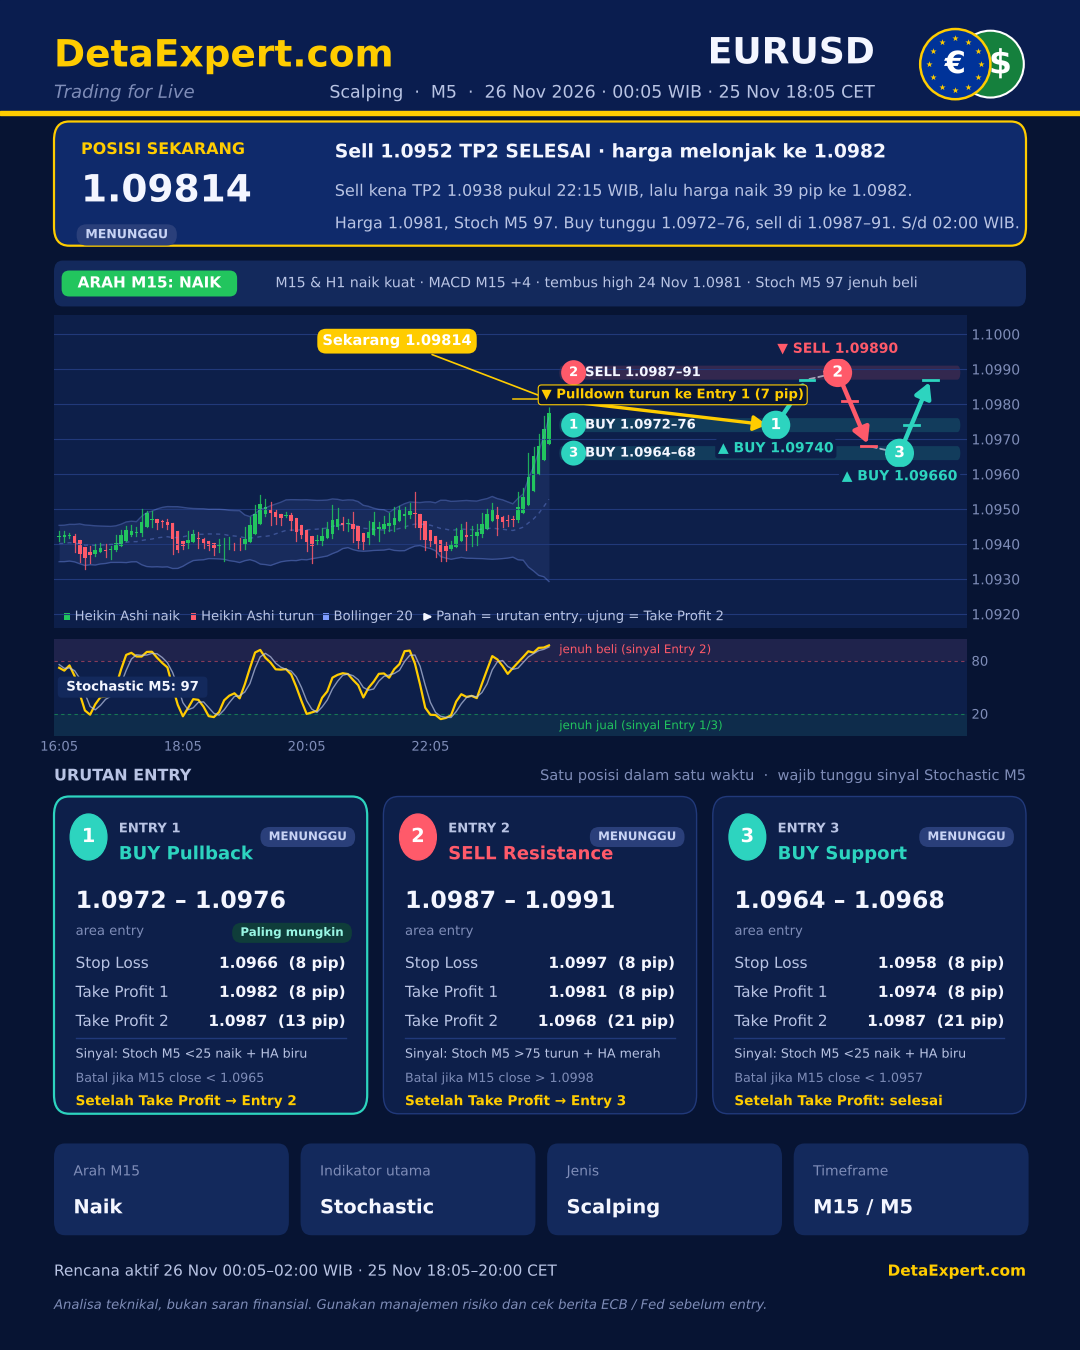 DetaExpert.com
EURUSD
Trading for Live
Scalping · M5 · 26 Nov 2026 · 00:05 WIB · 25 Nov 18:05 CET
€ $
POSISI SEKARANG
1.09814
MENUNGGU
Sell 1.0952 TP2 SELESAI · harga melonjak ke 1.0982
Sell kena TP2 1.0938 pukul 22:15 WIB, lalu harga naik 39 pip ke 1.0982.
Harga 1.0981, Stoch M5 97. Buy tunggu 1.0972–76, sell di 1.0987–91. S/d 02:00 WIB.
ARAH M15: NAIK
M15 & H1 naik kuat · MACD M15 +4 · tembus high 24 Nov 1.0981 · Stoch M5 97 jenuh beli
Sekarang 1.09814
▼ SELL 1.09890
2 SELL 1.0987–91
2
▼ Pulldown turun ke Entry 1 (7 pip)
1 BUY 1.0972–76
1
▲ BUY 1.09740
3 BUY 1.0964–68
3
▲ BUY 1.09660
1.1000
1.0990
1.0980
1.0970
1.0960
1.0950
1.0940
1.0930
1.0920
Heikin Ashi naik
Heikin Ashi turun
Bollinger 20
Panah = urutan entry, ujung = Take Profit 2
jenuh beli (sinyal Entry 2)
80
Stochastic M5: 97
20
jenuh jual (sinyal Entry 1/3)
16:05 18:05 20:05 22:05
URUTAN ENTRY
Satu posisi dalam satu waktu · wajib tunggu sinyal Stochastic M5
1
ENTRY 1
MENUNGGU
BUY Pullback
1.0972 – 1.0976
area entry
Paling mungkin
Stop Loss 1.0966 (8 pip)
Take Profit 1 1.0982 (8 pip)
Take Profit 2 1.0987 (13 pip)
Sinyal: Stoch M5 <25 naik + HA biru
Batal jika M15 close < 1.0965
Setelah Take Profit → Entry 2
2
ENTRY 2
MENUNGGU
SELL Resistance
1.0987 – 1.0991
area entry
Stop Loss 1.0997 (8 pip)
Take Profit 1 1.0981 (8 pip)
Take Profit 2 1.0968 (21 pip)
Sinyal: Stoch M5 >75 turun + HA merah
Batal jika M15 close > 1.0998
Setelah Take Profit → Entry 3
3
ENTRY 3
MENUNGGU
BUY Support
1.0964 – 1.0968
area entry
Stop Loss 1.0958 (8 pip)
Take Profit 1 1.0974 (8 pip)
Take Profit 2 1.0987 (21 pip)
Sinyal: Stoch M5 <25 naik + HA biru
Batal jika M15 close < 1.0957
Setelah Take Profit: selesai
Arah M15
Naik
Indikator utama
Stochastic
Jenis
Scalping
Timeframe
M15 / M5
Rencana aktif 26 Nov 00:05–02:00 WIB · 25 Nov 18:05–20:00 CET
DetaExpert.com
Analisa teknikal, bukan saran finansial. Gunakan manajemen risiko dan cek berita ECB / Fed sebelum entry.